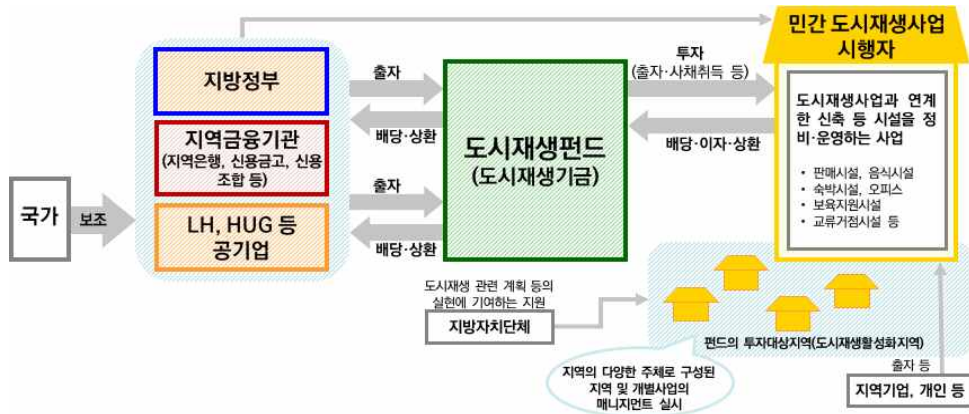 민간 도시재생사업
시행자
지방정부
출자
투자
(출자·사채취득 등)
도시재생사업과 연계
한 신축 등 시설을 정
비·운영하는 사업
배당·상환
지역금융기관
(지역은행, 신용금고, 신용
조합 등)
도시재생펀드
(도시재생기금)
배당·이자·상환
• 판매시설, 음식시설
• 숙박시설, 오피스
• 보육지원시설
• 교류거점시설 등
국가
보조
출자
LH, HUG 등
공기업
배당·상환
도시재생 관련 계획 등의
실현에 기여하는 지원
지방자치단체
펀드의 투자대상지역(도시재생활성화지역)
지역의 다양한 주체로 구성된
지역 및 개별사업의
매니지먼트 실시
출자 등
지역기업, 개인 등